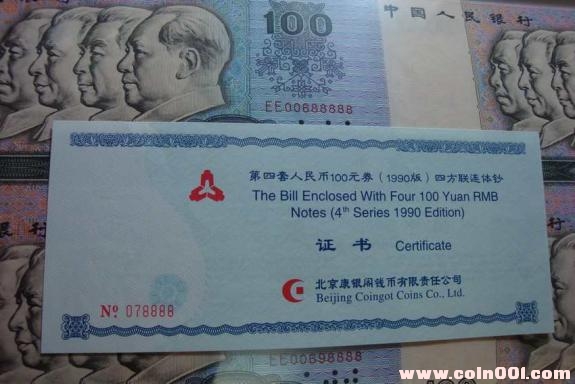 100
中国人民银行
EE00688888
第四套人民币100元券（1990版）四方联连体钞
The Bill Enclosed With Four 100 Yuan RMB
Notes (4th Series 1990 Edition)
证书 Certificate
北京康银阁钱币有限责任公司
Beijing Coingot Coins Co., Ltd.
Nº 078888
EE00698888
www.coin001.com